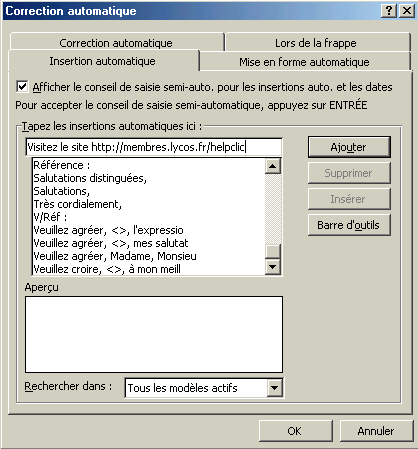 Correction automatique
Correction automatique
Lors de la frappe
Insertion automatique
Mise en forme automatique
Afficher le conseil de saisie semi-auto. pour les insertions auto. et les dates
Pour accepter le conseil de saisie semi-automatique, appuyez sur ENTRÉE
Tapez les insertions automatiques ici :
Visitez le site http://membres.lycos.fr/helpclic
Ajouter
Référence :
Salutations distinguées,
Supprimer
Salutations,
Très cordialement,
Insérer
V/Réf :
Veuillez agréer, <>, l'expressio
Barre d'outils
Veuillez agréer, <>, mes salutat
Veuillez agréer, Madame, Monsieu
Veuillez croire, <>, à mon meill
Aperçu
Rechercher dans :
Tous les modèles actifs
OK
Annuler